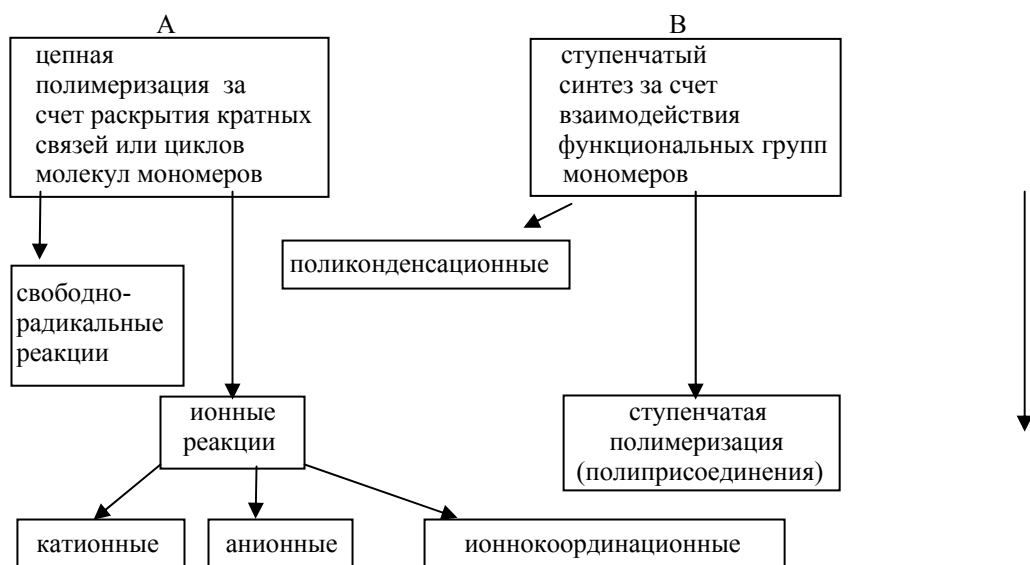 А
цепная
полимеризация за
счет раскрытия кратных
связей или циклов
молекул мономеров
В
ступенчатый
синтез за счет
взаимодействия
функциональных групп
мономеров
поликонденсационные
свободно-
радикальные
реакции
ионные
реакции
ступенчатая
полимеризация
(полиприсоединения)
катионные
анионные
ионнокоординационные